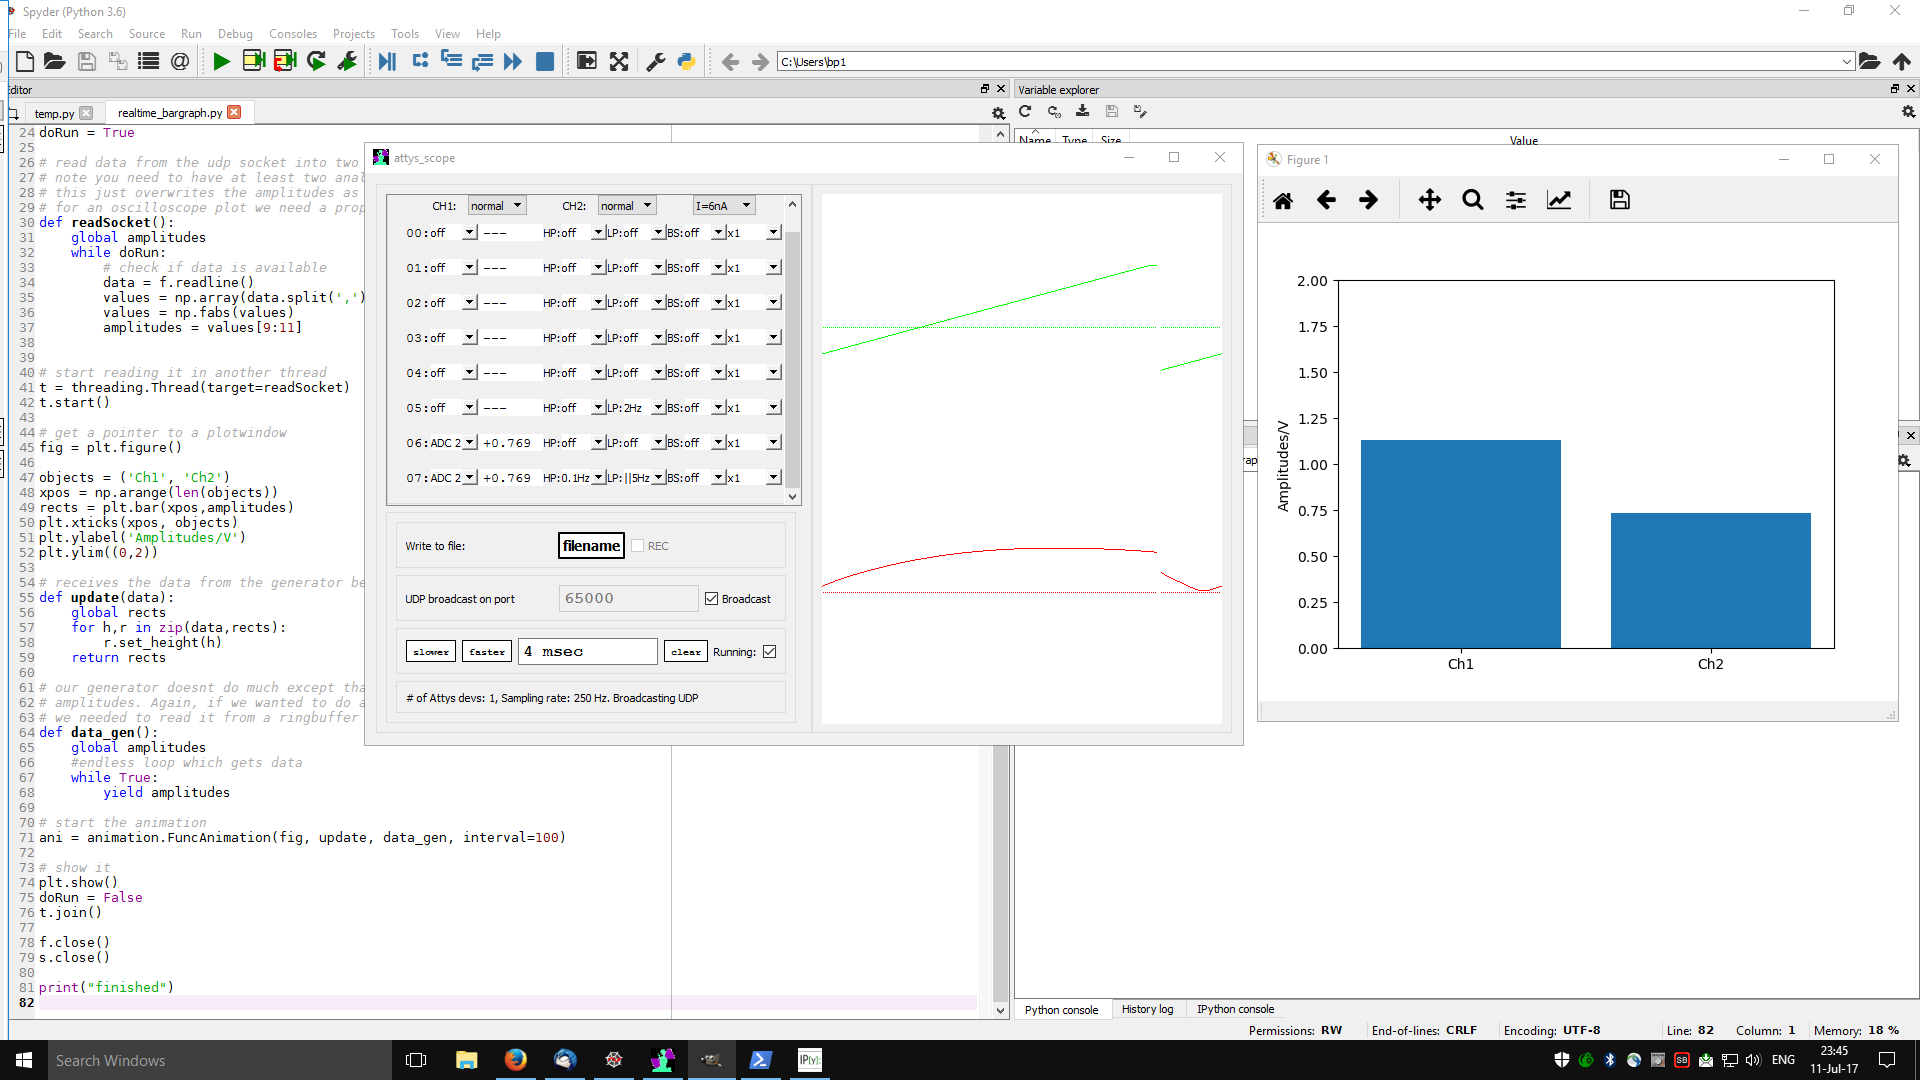 Spyder (Python 3.6)
File Edit Search Source Run Debug Consoles Projects Tools View Help
C:\Users\bp1
Editor
temp.py
realtime_bargraph.py
24 doRun = True
25
26 # read data from the udp socket into two
27 # note you need to have at least two anal
28 # this just overwrites the amplitudes as
29 # for an oscilloscope plot we need a prop
30 def readSocket():
31     global amplitudes
32     while doRun:
33         # check if data is available
34         data = f.readline()
35         values = np.array(data.split(',')
36         values = np.fabs(values)
37         amplitudes = values[9:11]
38
39
40 # start reading it in another thread
41 t = threading.Thread(target=readSocket)
42 t.start()
43
44 # get a pointer to a plotwindow
45 fig = plt.figure()
46
47 objects = ('Ch1', 'Ch2')
48 xpos = np.arange(len(objects))
49 rects = plt.bar(xpos,amplitudes)
50 plt.xticks(xpos, objects)
51 plt.ylabel('Amplitudes/V')
52 plt.ylim((0,2))
53
54 # receives the data from the generator be
55 def update(data):
56     global rects
57     for h,r in zip(data,rects):
58         r.set_height(h)
59     return rects
60
61 # our generator doesnt do much except tha
62 # amplitudes. Again, if we wanted to do a
63 # we needed to read it from a ringbuffer
64 def data_gen():
65     global amplitudes
66     #endless loop which gets data
67     while True:
68         yield amplitudes
69
70 # start the animation
71 ani = animation.FuncAnimation(fig, update, data_gen, interval=100)
72
73 # show it
74 plt.show()
75 doRun = False
76 t.join()
77
78 f.close()
79 s.close()
80
81 print("finished")
82
attys_scope
CH1: normal CH2: normal I=6nA
00:off --- HP:off LP:off BS:off x1
01:off --- HP:off LP:off BS:off x1
02:off --- HP:off LP:off BS:off x1
03:off --- HP:off LP:off BS:off x1
04:off --- HP:off LP:off BS:off x1
05:off --- HP:off LP:2Hz BS:off x1
06:ADC 2 +0.769 HP:off LP:off BS:off x1
07:ADC 2 +0.769 HP:0.1Hz LP:||5Hz BS:off x1
Write to file: filename REC
UDP broadcast on port 65000 Broadcast
slower faster 4 msec clear Running:
# of Attys devs: 1, Sampling rate: 250 Hz. Broadcasting UDP
Variable explorer
Name Type Size Value
Figure 1
2.00
1.75
1.50
1.25
1.00
0.75
0.50
0.25
0.00
Amplitudes/V
Ch1 Ch2
Python console History log IPython console
Permissions: RW End-of-lines: CRLF Encoding: UTF-8 Line: 82 Column: 1 Memory: 18 %
Search Windows
IP[y]:
SB
ENG
23:45
11-Jul-17